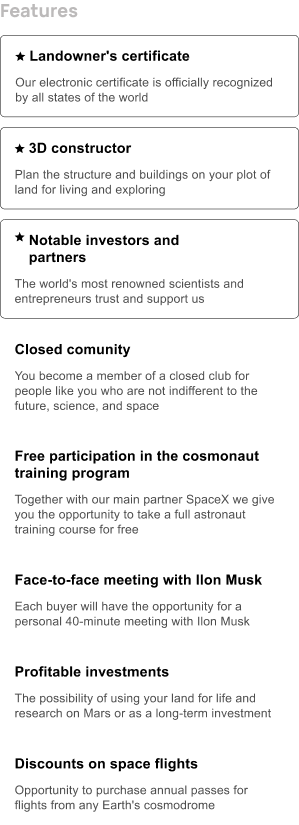 Features
★ Landowner's certificate
Our electronic certificate is officially recognized
by all states of the world
★ 3D constructor
Plan the structure and buildings on your plot of
land for living and exploring
★ Notable investors and
partners
The world's most renowned scientists and
entrepreneurs trust and support us
Closed comunity
You become a member of a closed club for
people like you who are not indifferent to the
future, science, and space
Free participation in the cosmonaut
training program
Together with our main partner SpaceX we give
you the opportunity to take a full astronaut
training course for free
Face-to-face meeting with Ilon Musk
Each buyer will have the opportunity for a
personal 40-minute meeting with Ilon Musk
Profitable investments
The possibility of using your land for life and
research on Mars or as a long-term investment
Discounts on space flights
Opportunity to purchase annual passes for
flights from any Earth's cosmodrome